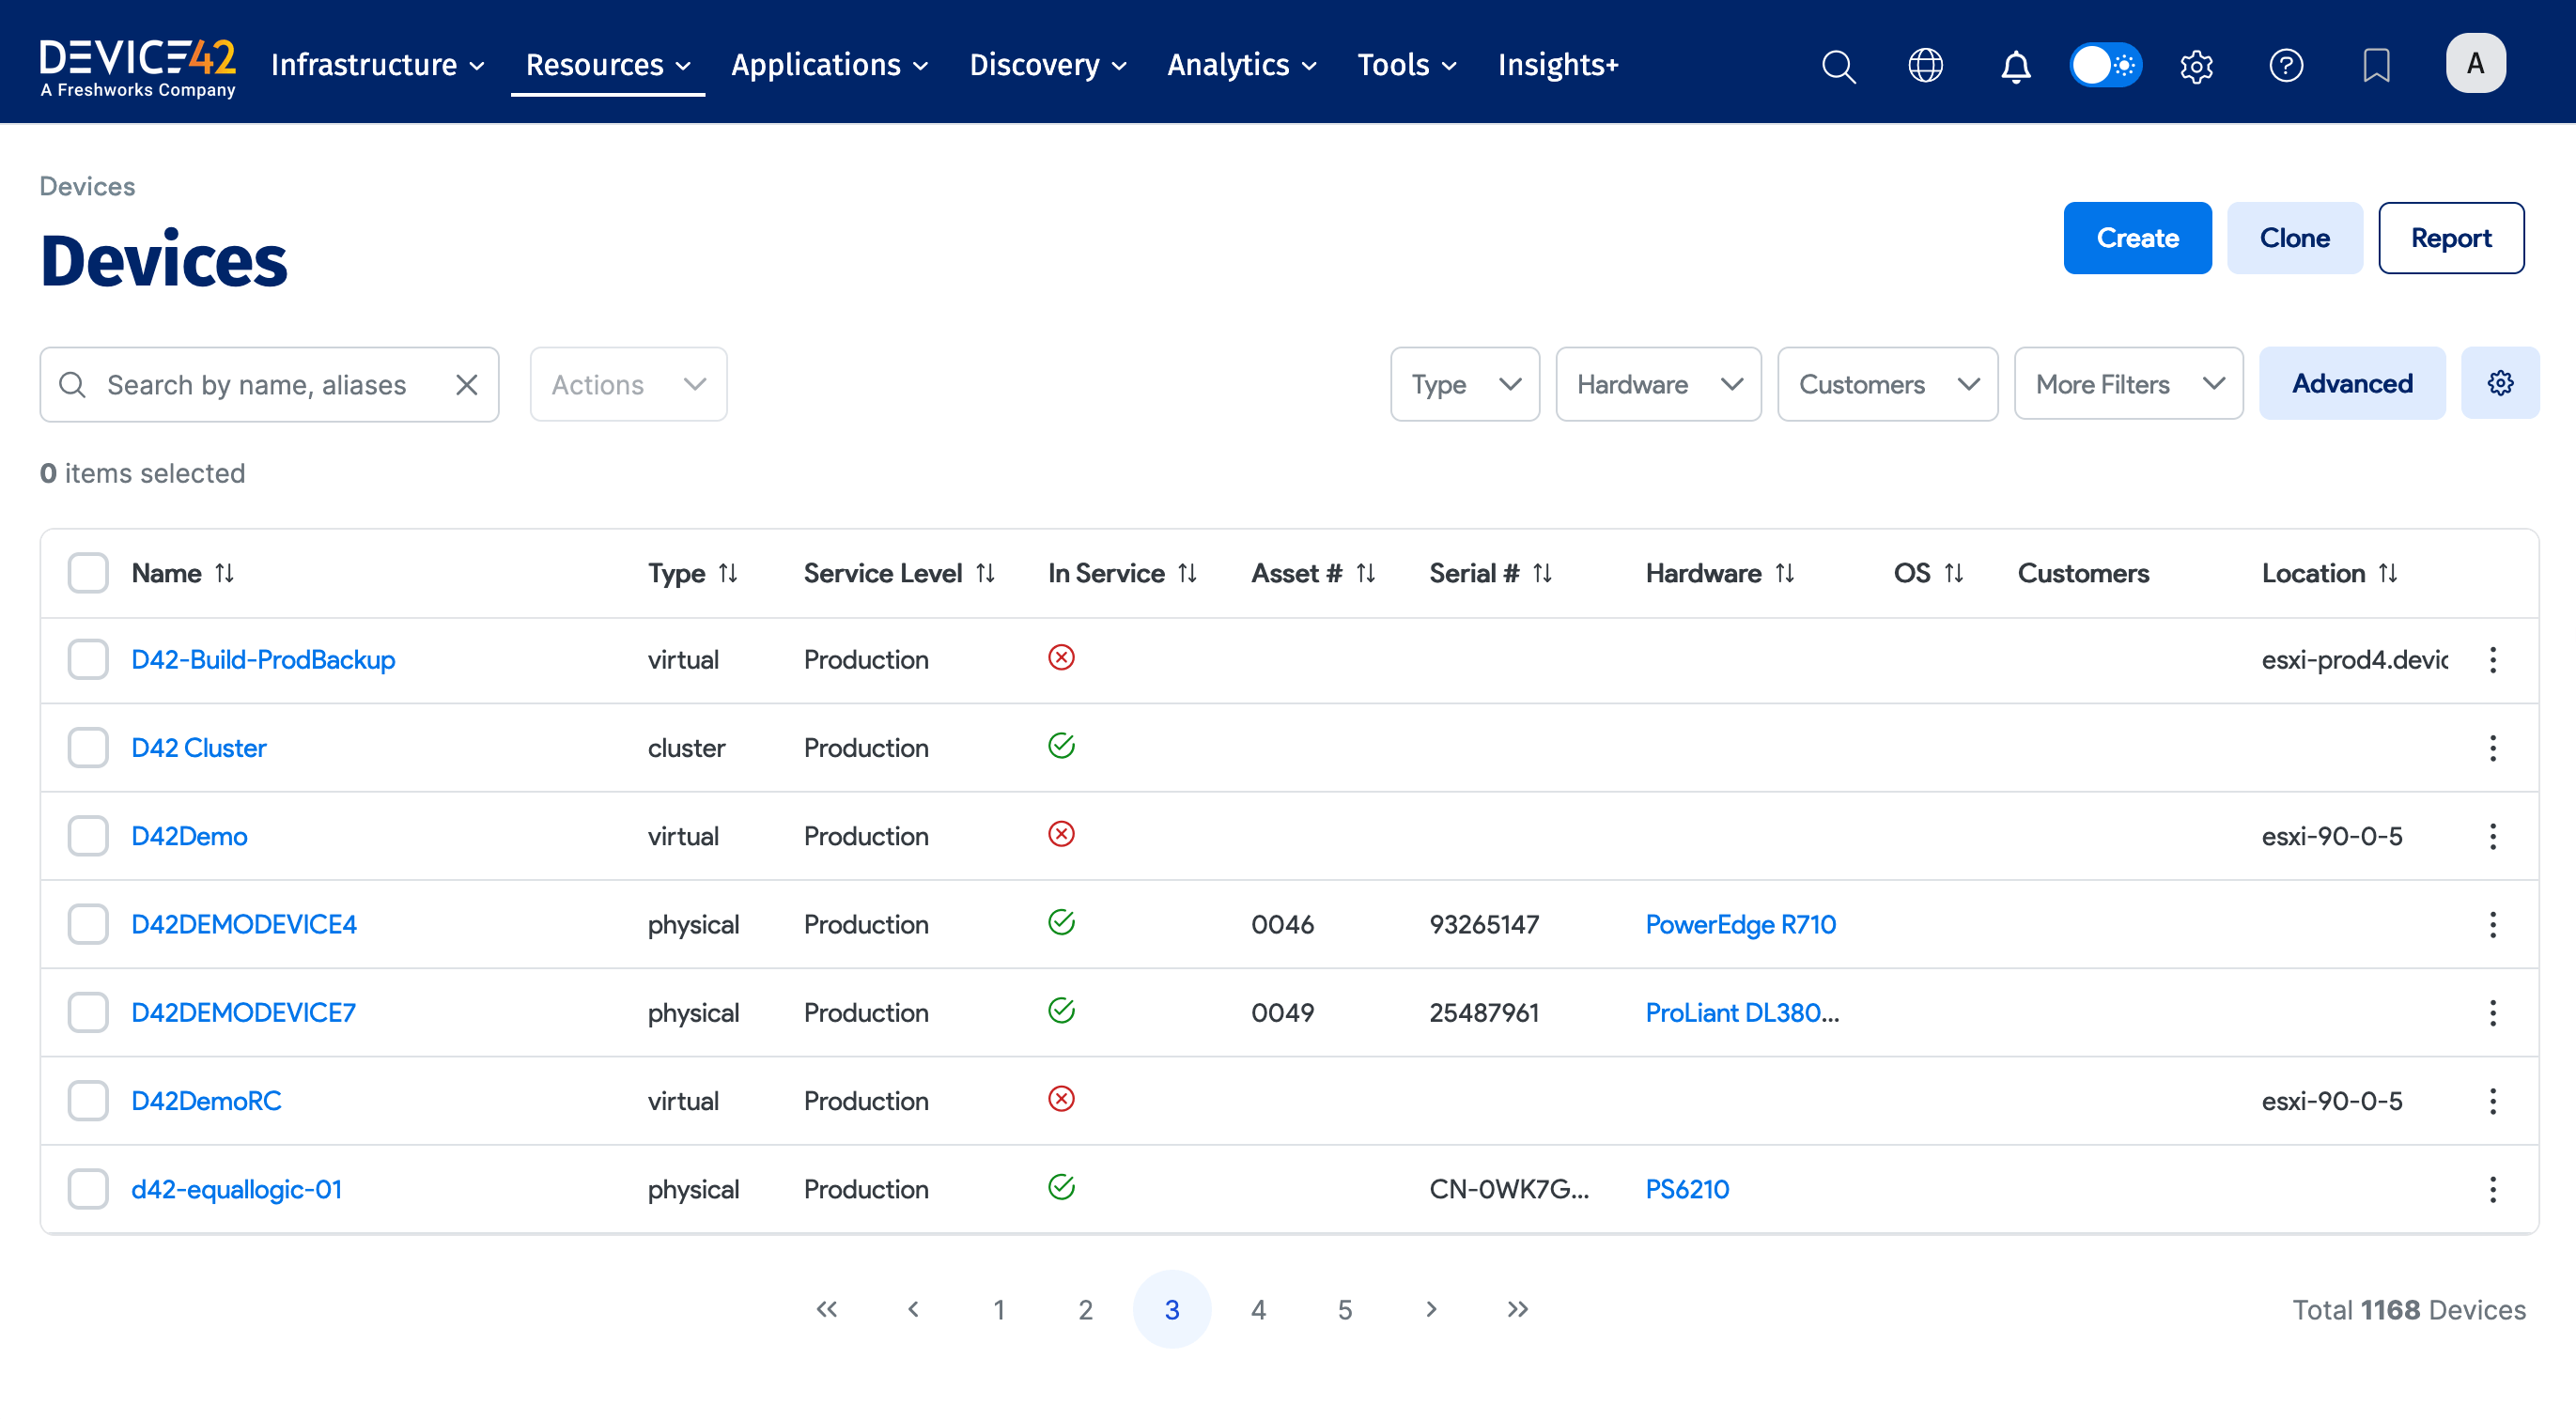 DEVICE42
A Freshworks Company
Infrastructure Resources Applications Discovery Analytics Tools Insights+
A
Devices
Devices
Create Clone Report
Search by name, aliases Actions Type Hardware Customers More Filters Advanced
0 items selected
Name Type Service Level In Service Asset # Serial # Hardware OS Customers Location
D42-Build-ProdBackup virtual Production esxi-prod4.devic
D42 Cluster cluster Production
D42Demo virtual Production esxi-90-0-5
D42DEMODEVICE4 physical Production 0046 93265147 PowerEdge R710
D42DEMODEVICE7 physical Production 0049 25487961 ProLiant DL380...
D42DemoRC virtual Production esxi-90-0-5
d42-equallogic-01 physical Production CN-0WK7G... PS6210
1 2 3 4 5 Total 1168 Devices